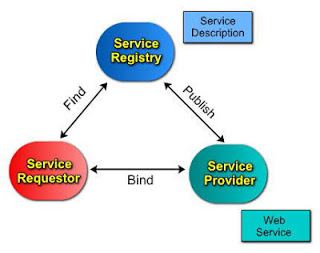 Service
Registry
Service
Description
Find
Publish
Service
Requestor
Bind
Service
Provider
Web
Service